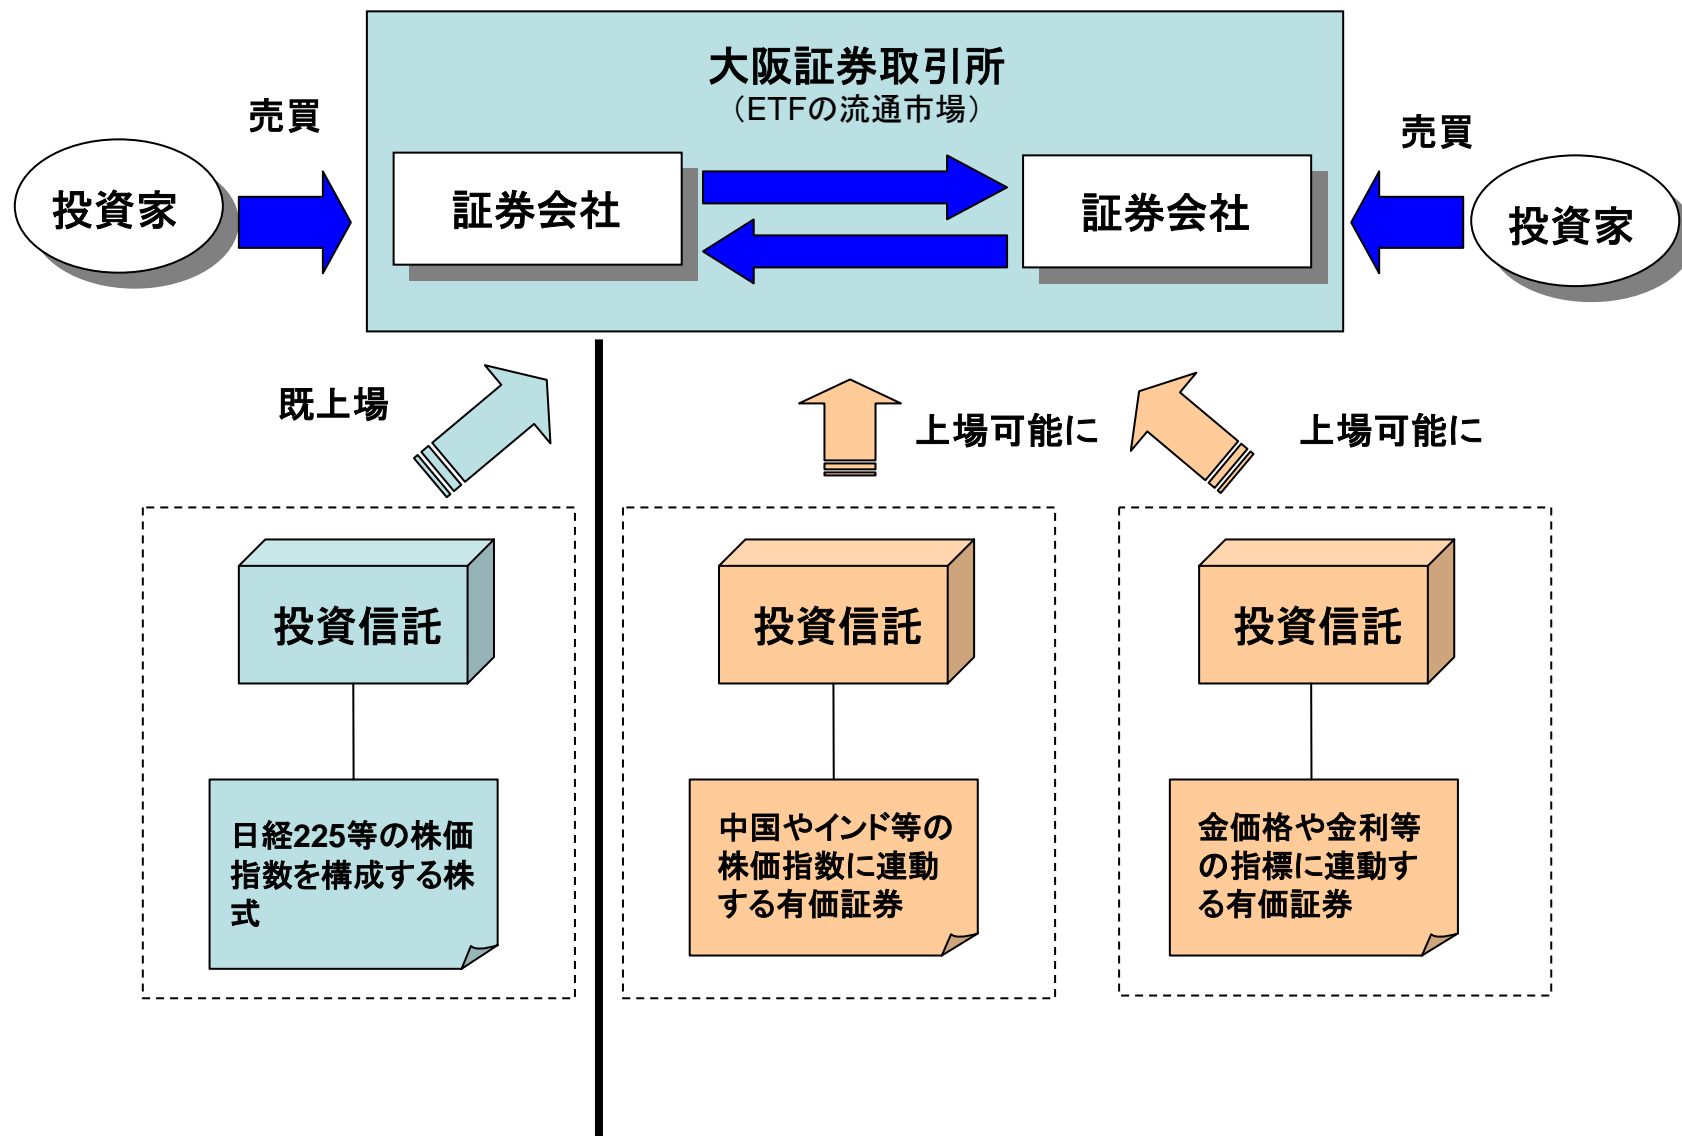 大阪証券取引所
（ETFの流通市場）
売買
売買
投資家
証券会社
証券会社
投資家
既上場
上場可能に
上場可能に
投資信託
投資信託
投資信託
日経225等の株価
指数を構成する株
式
中国やインド等の
株価指数に連動
する有価証券
金価格や金利等
の指標に連動す
る有価証券